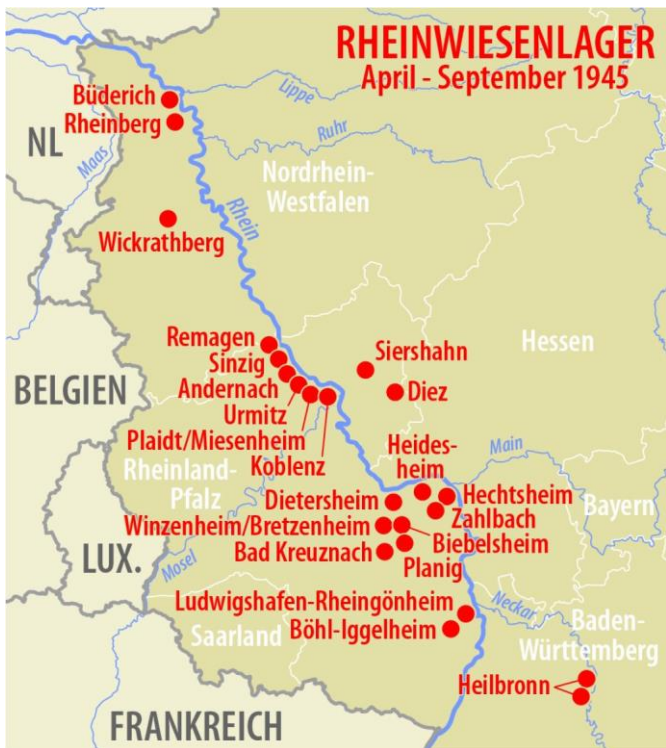 RHEINWIESENLAGER
April - September 1945
Büderich
Rheinberg
Lippe
Ruhr
NL
Maas
Nordrhein-
Westfalen
Rhein
Wickrathberg
Remagen
Sinzig
Andernach
Urmitz
Plaidt/Miesenheim
Koblenz
Siershahn
Diez
Hessen
BELGIEN
Rheinland-
Pfalz
Heides-
heim
Main
Hechtsheim
Zahlbach
Bayern
Dietersheim
Winzenheim/Bretzenheim
Biebelsheim
Bad Kreuznach
Planig
LUX.
Mosel
Ludwigshafen-Rheingönheim
Böhl-Iggelheim
Saarland
Neckar
Baden-
Württemberg
Heilbronn
FRANKREICH